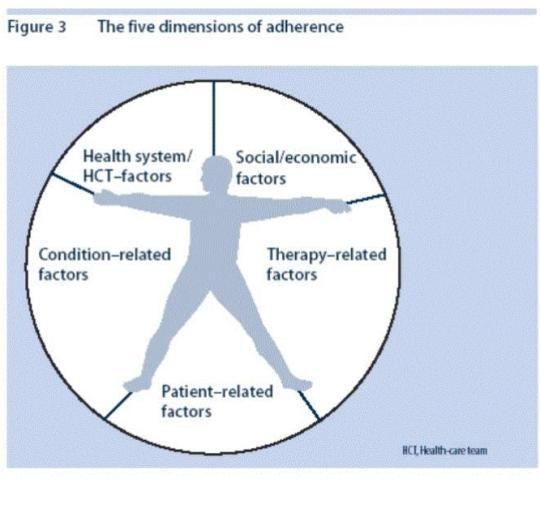 Figure 3 The five dimensions of adherence
Health system/
HCT–factors
Social/economic
factors
Condition–related
factors
Therapy–related
factors
Patient–related
factors
HCT, Health-care team